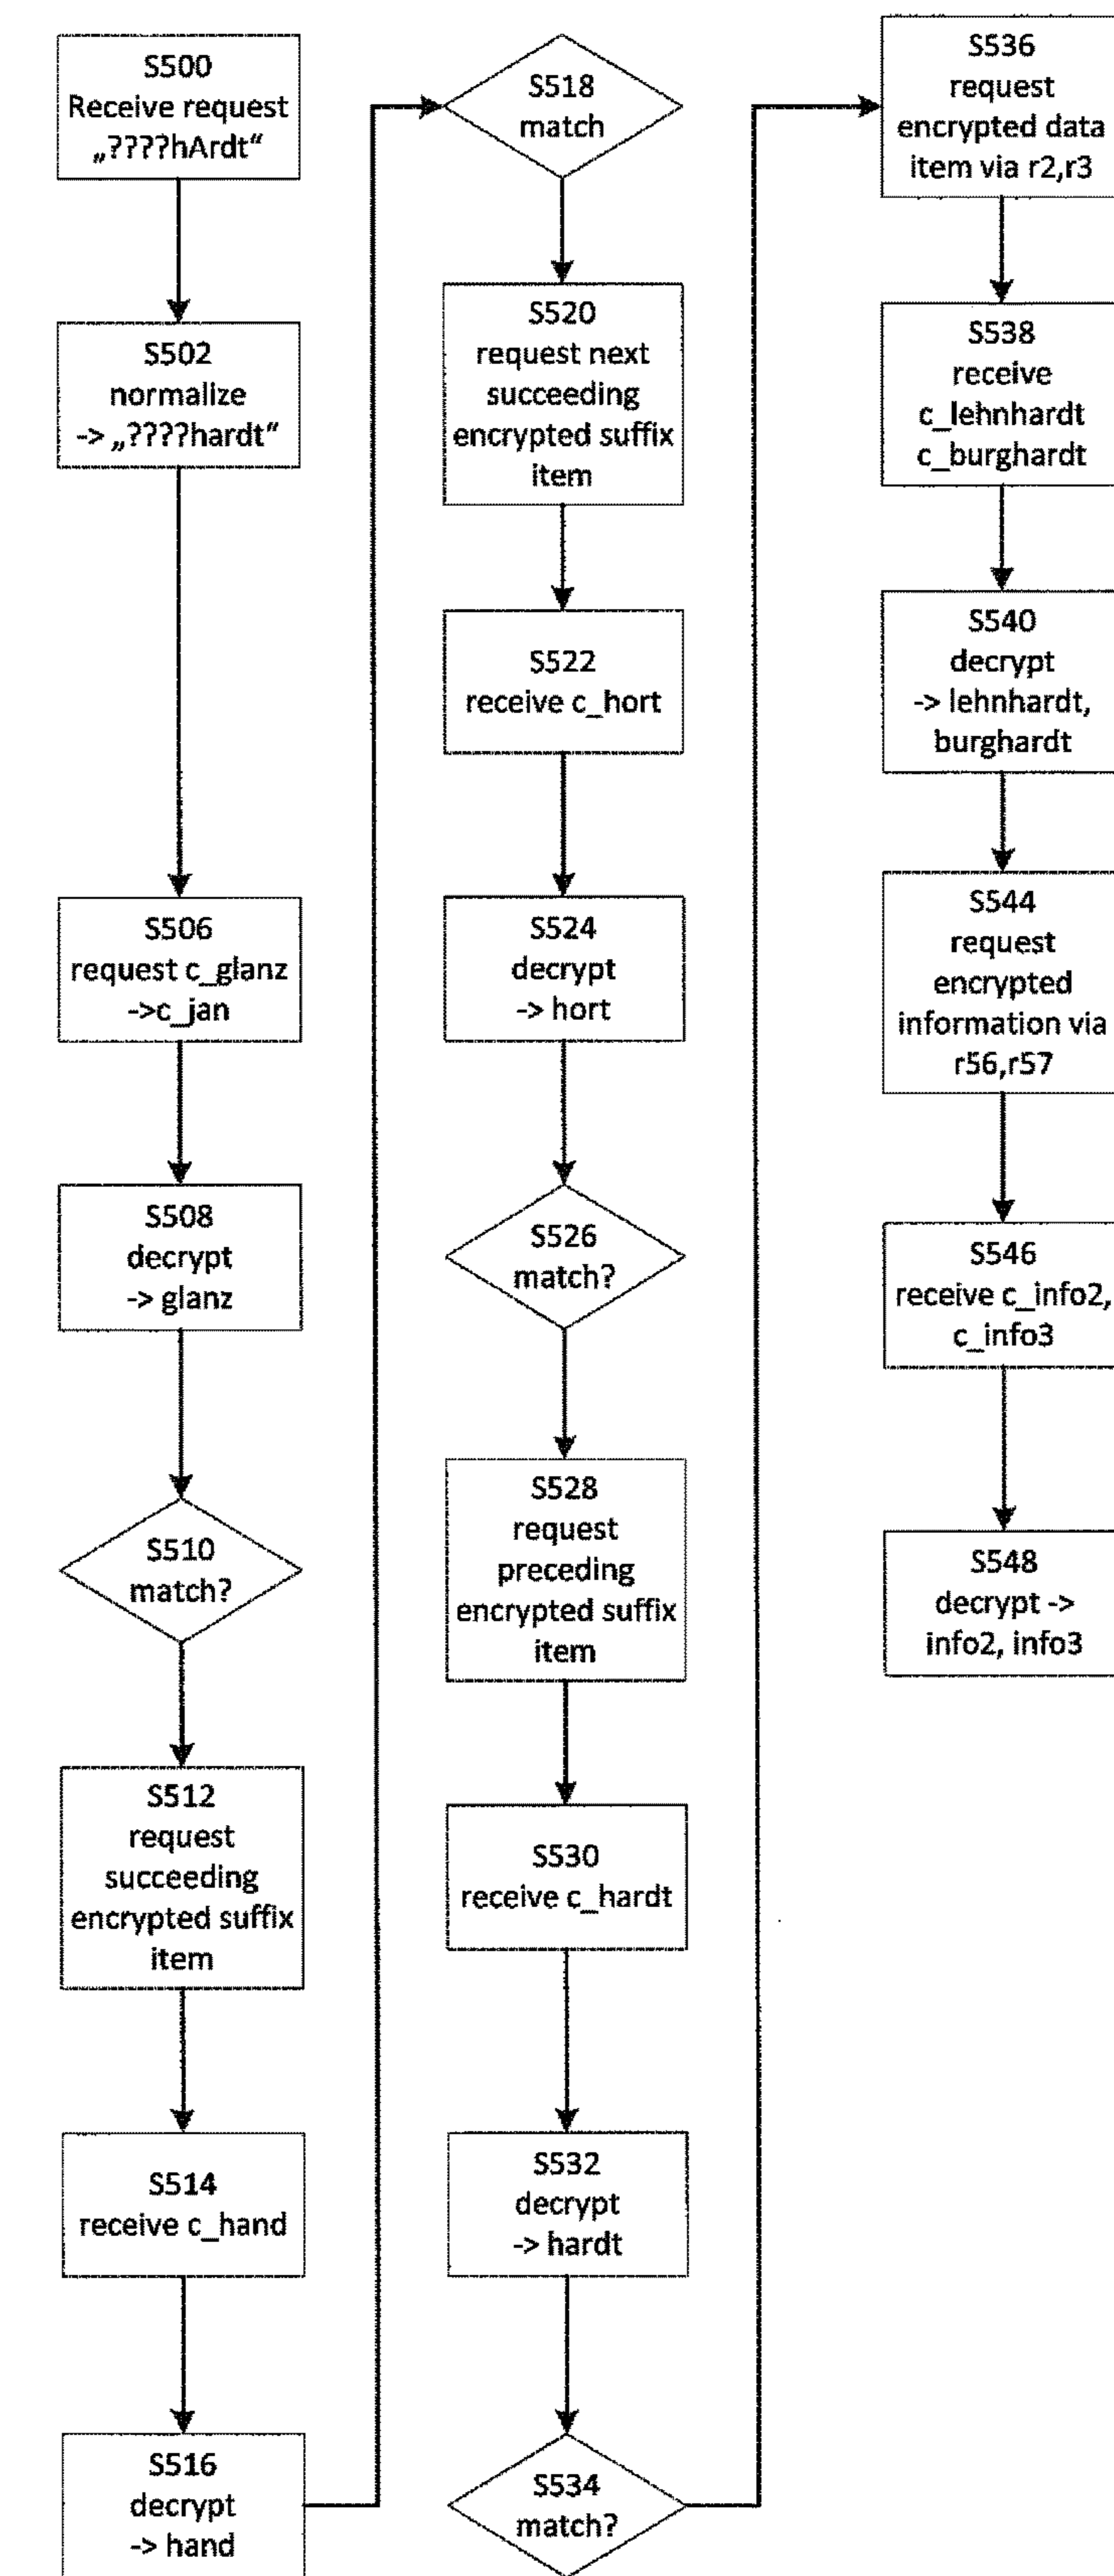 S500
Receive request
„????hArdt“
S502
normalize
-> „????hardt“
S506
request c_glanz
->c_jan
S508
decrypt
-> glanz
S510
match?
S512
request
succeeding
encrypted suffix
item
S514
receive c_hand
S516
decrypt
-> hand
S518
match
S520
request next
succeeding
encrypted suffix
item
S522
receive c_hort
S524
decrypt
-> hort
S526
match?
S528
request
preceding
encrypted suffix
item
S530
receive c_hardt
S532
decrypt
-> hardt
S534
match?
S536
request
encrypted data
item via r2,r3
S538
receive
c_lehnhardt
c_burghardt
S540
decrypt
-> lehnhardt,
burghardt
S544
request
encrypted
information via
r56,r57
S546
receive c_info2,
c_info3
S548
decrypt ->
info2, info3